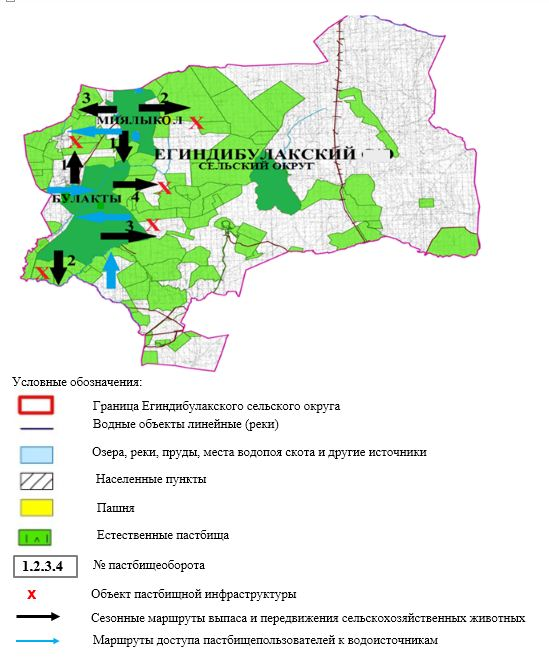 3
2
МИЯЛЫКОЛ
1
ЕГИНДИБУЛАКСКИЙ
СЕЛЬСКИЙ ОКРУГ
1
БУЛАКТЫ
4
3
2
Условные обозначения:
Граница Егиндибулакского сельского округа
Водные объекты линейные (реки)
Озера, реки, пруды, места водопоя скота и другие источники
Населенные пункты
Пашня
Естественные пастбища
1.2.3.4 № пастбищеоборота
X Объект пастбищной инфраструктуры
Сезонные маршруты выпаса и передвижения сельскохозяйственных животных
Маршруты доступа пастбищепользователей к водоисточникам